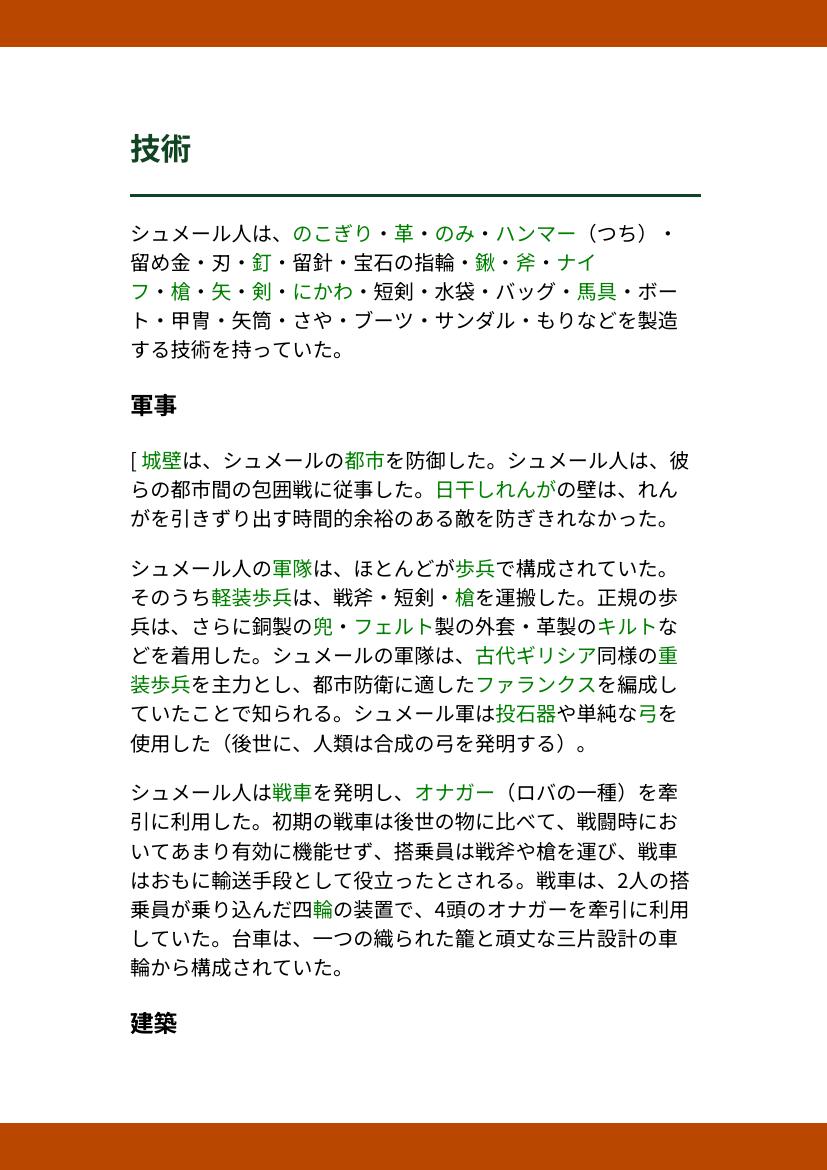 技術
シュメール人は、のこぎり・革・のみ・ハンマー（つち）・
留め金・刃・釘・留針・宝石の指輪・鍬・斧・ナイ
フ・槍・矢・剣・にかわ・短剣・水袋・バッグ・馬具・ボー
ト・甲冑・矢筒・さや・ブーツ・サンダル・もりなどを製造
する技術を持っていた。
軍事
[ 城壁は、シュメールの都市を防御した。シュメール人は、彼
らの都市間の包囲戦に従事した。日干しれんがの壁は、れん
がを引きずり出す時間的余裕のある敵を防ぎきれなかった。
シュメール人の軍隊は、ほとんどが歩兵で構成されていた。
そのうち軽装歩兵は、戦斧・短剣・槍を運搬した。正規の歩
兵は、さらに銅製の兜・フェルト製の外套・革製のキルトな
どを着用した。シュメールの軍隊は、古代ギリシア同様の重
装歩兵を主力とし、都市防衛に適したファランクスを編成し
ていたことで知られる。シュメール軍は投石器や単純な弓を
使用した（後世に、人類は合成の弓を発明する）。
シュメール人は戦車を発明し、オナガー（ロバの一種）を牽
引に利用した。初期の戦車は後世の物に比べて、戦闘時にお
いてあまり有効に機能せず、搭乗員は戦斧や槍を運び、戦車
はおもに輸送手段として役立ったとされる。戦車は、2人の搭
乗員が乗り込んだ四輪の装置で、4頭のオナガーを牽引に利用
していた。台車は、一つの織られた籠と頑丈な三片設計の車
輪から構成されていた。
建築